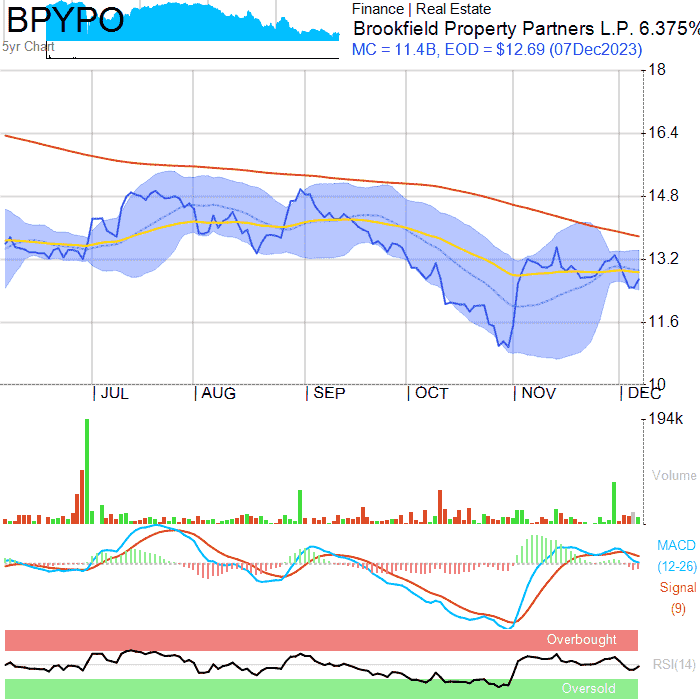 BPYPO
5yr Chart
Finance | Real Estate
Brookfield Property Partners L.P. 6.375%
MC = 11.4B, EOD = $12.69 (07Dec2023)
18
16.4
14.8
13.2
11.6
10
JUL AUG SEP OCT NOV DEC
194k
Volume
MACD
(12-26)
Signal
(9)
Overbought
RSI(14)
Oversold